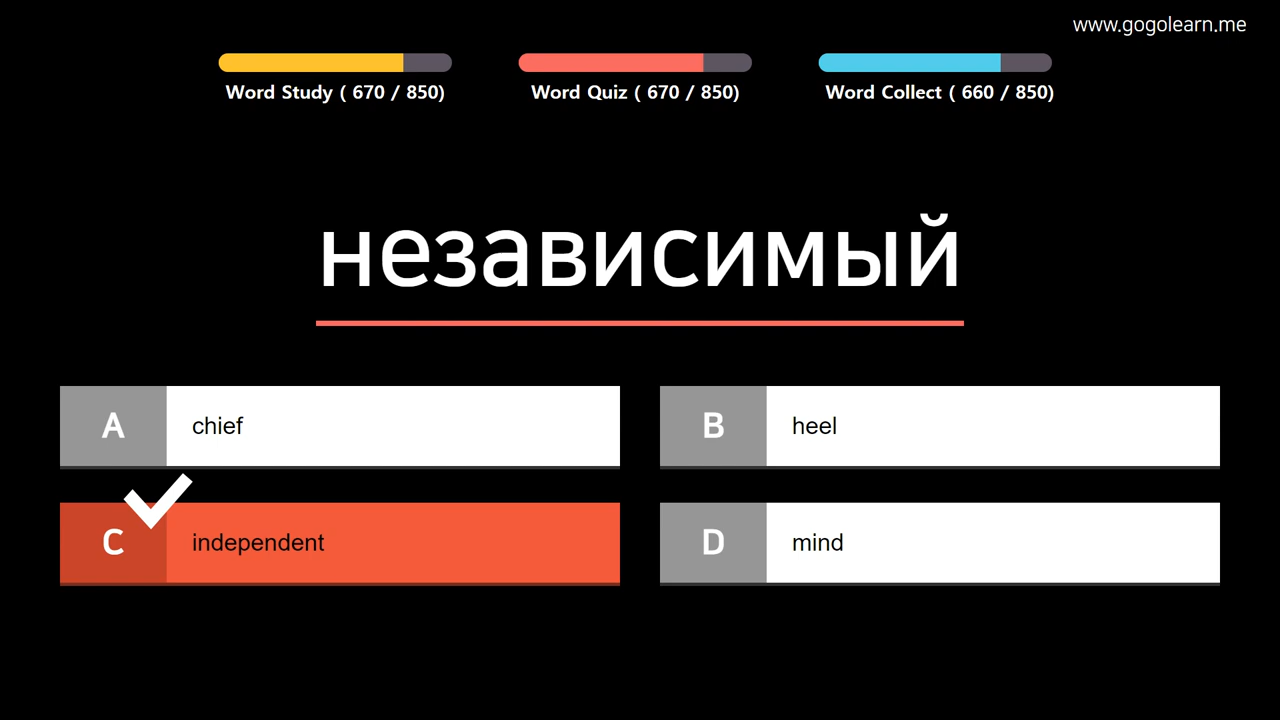 www.gogolearn.me
Word Study ( 670 / 850)
Word Quiz ( 670 / 850)
Word Collect ( 660 / 850)
независимый
A chief
B heel
C independent
D mind